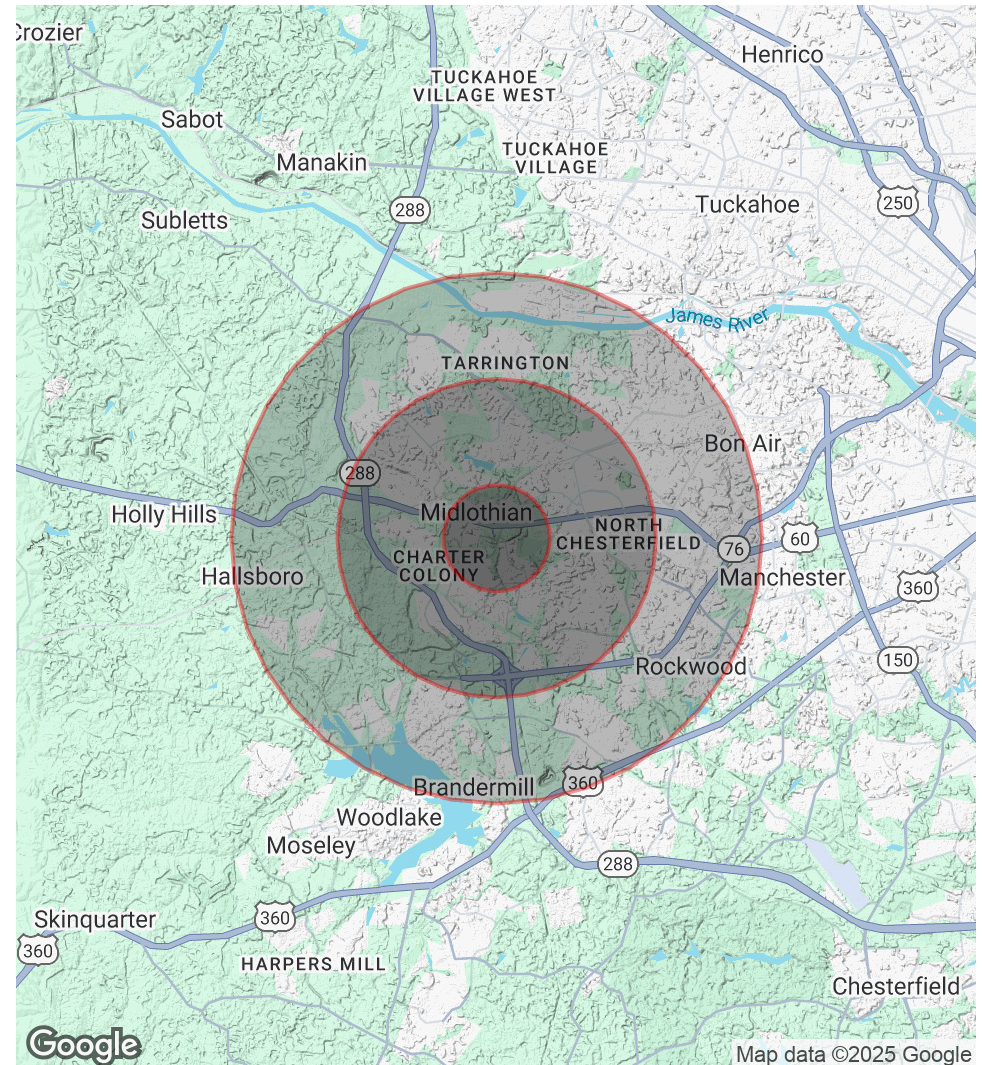 Crozier
Henrico
TUCKAHOE
VILLAGE WEST
Sabot
Manakin
TUCKAHOE
VILLAGE
288
250
Tuckahoe
Subletts
James River
TARRINGTON
Bon Air
288
Holly Hills
Midlothian
NORTH
CHESTERFIELD
60
76
CHARTER
COLONY
Hallsboro
Manchester
360
Rockwood
150
Brandermill
360
Woodlake
Moseley
288
Skinquarter
360
360
HARPERS MILL
Chesterfield
Google
Map data ©2025 Google